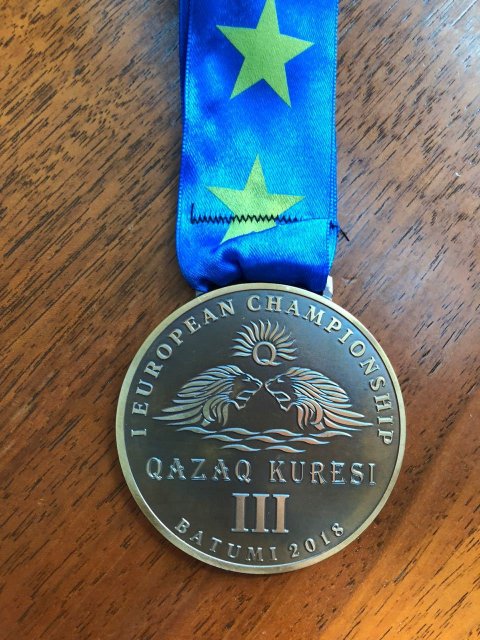 I EUROPEAN CHAMPIONSHIP
Q
QAZAQ KURESI
III
BATUMI 2018